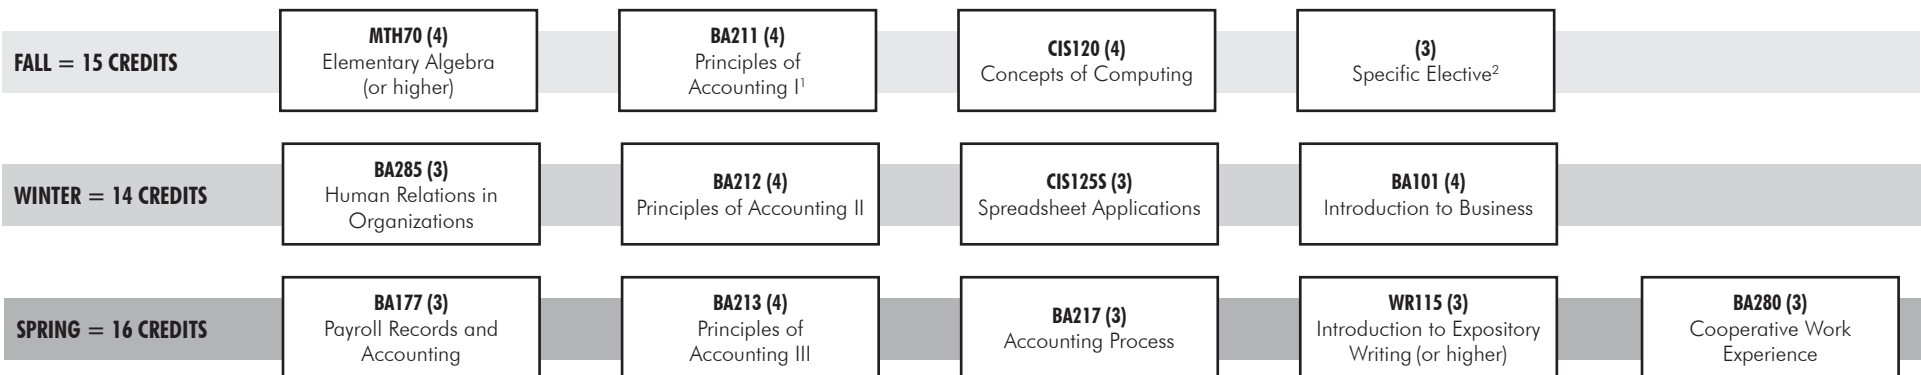 FALL = 15 CREDITS
MTH70 (4)
Elementary Algebra
(or higher)
BA211 (4)
Principles of
Accounting I¹
CIS120 (4)
Concepts of Computing
(3)
Specific Elective²
WINTER = 14 CREDITS
BA285 (3)
Human Relations in
Organizations
BA212 (4)
Principles of Accounting II
CIS125S (3)
Spreadsheet Applications
BA101 (4)
Introduction to Business
SPRING = 16 CREDITS
BA177 (3)
Payroll Records and
Accounting
BA213 (4)
Principles of
Accounting III
BA217 (3)
Accounting Process
WR115 (3)
Introduction to Expository
Writing (or higher)
BA280 (3)
Cooperative Work
Experience